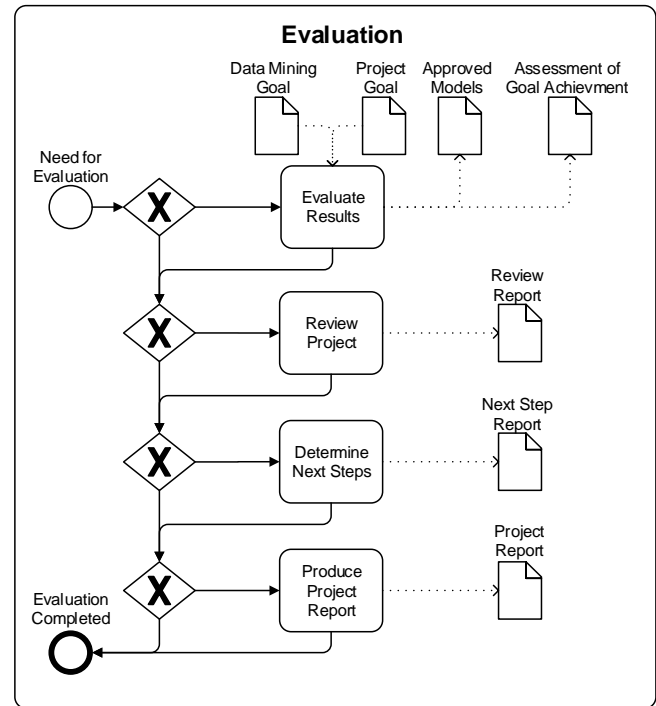 Evaluation
Data Mining
Goal
Project
Goal
Approved
Models
Assessment of
Goal Achievment
Need for
Evaluation
X
Evaluate
Results
X
Review
Project
Review
Report
X
Determine
Next Steps
Next Step
Report
X
Produce
Project
Report
Project
Report
Evaluation
Completed